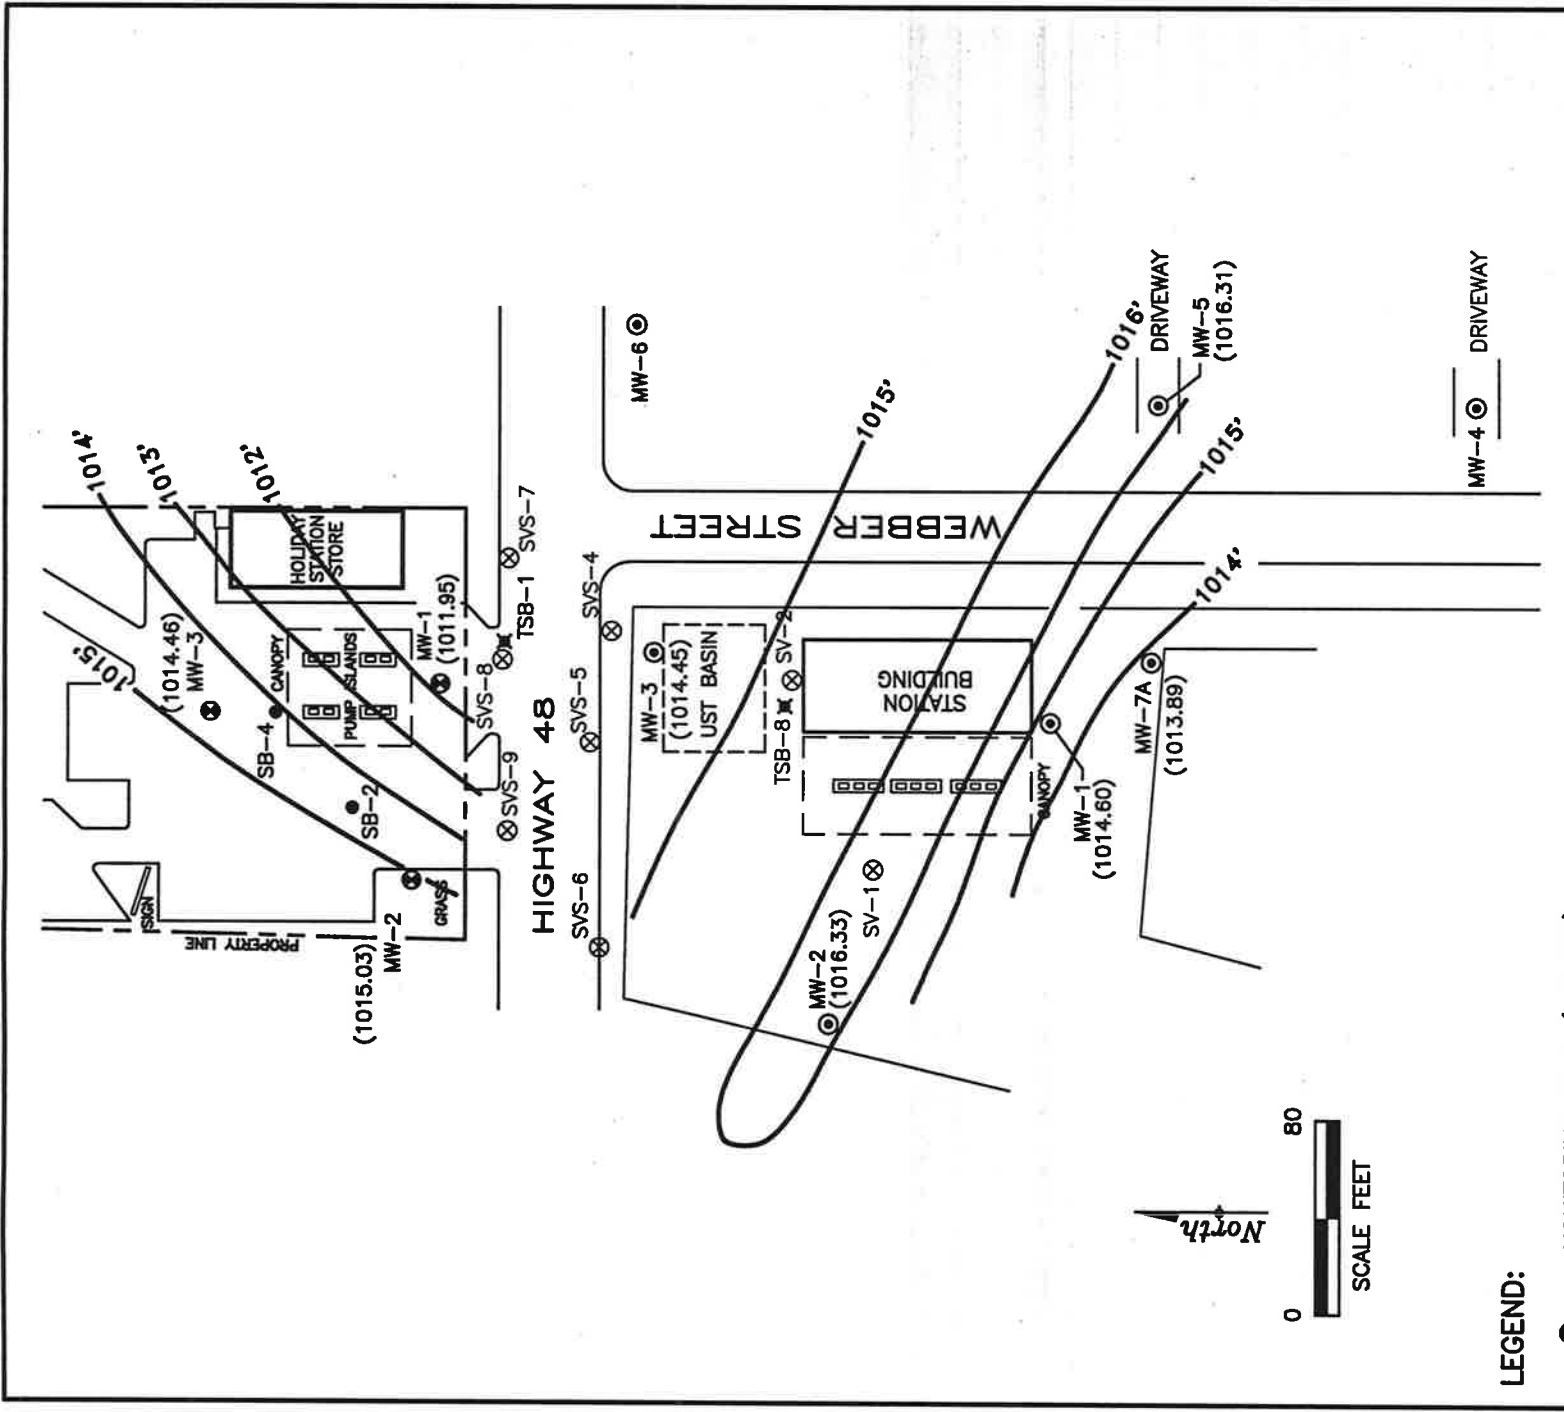 1014'
1013'
1012'
1015'
(1014.46)
MW-3
HOLIDAY
STATION
STORE
CANOPY
PUMP ISLANDS
SB-4
SB-2
MW-1
(1011.95)
SIGN
PROPERTY LINE
GRASS
MW-2
(1015.03)
SVS-7
TSB-1
SVS-8
SVS-9
HIGHWAY 48
SVS-4
SVS-5
SVS-6
MW-6
MW-3
(1014.45)
UST BASIN
WEBBER STREET
1015'
SV-2
TSB-8
STATION
BUILDING
CANOPY
SV-1
MW-2
(1016.33)
1016'
DRIVEWAY
MW-5
(1016.31)
1015'
1014'
MW-7A
(1013.89)
MW-1
(1014.60)
MW-4
DRIVEWAY
North
0
80
SCALE FEET
LEGEND: